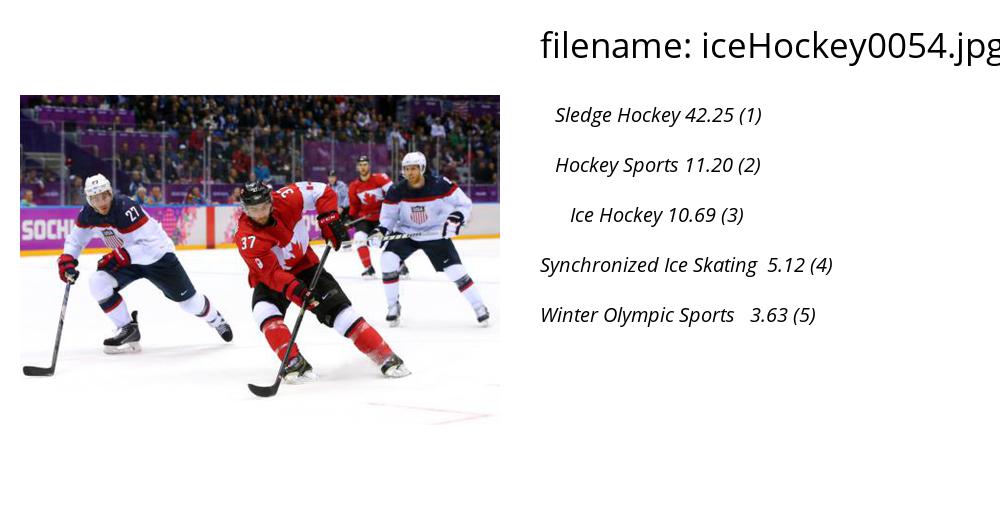 filename: iceHockey0054.jpg
Sledge Hockey 42.25 (1)
Hockey Sports 11.20 (2)
Ice Hockey 10.69 (3)
Synchronized Ice Skating 5.12 (4)
Winter Olympic Sports 3.63 (5)
SOCHI
27
37